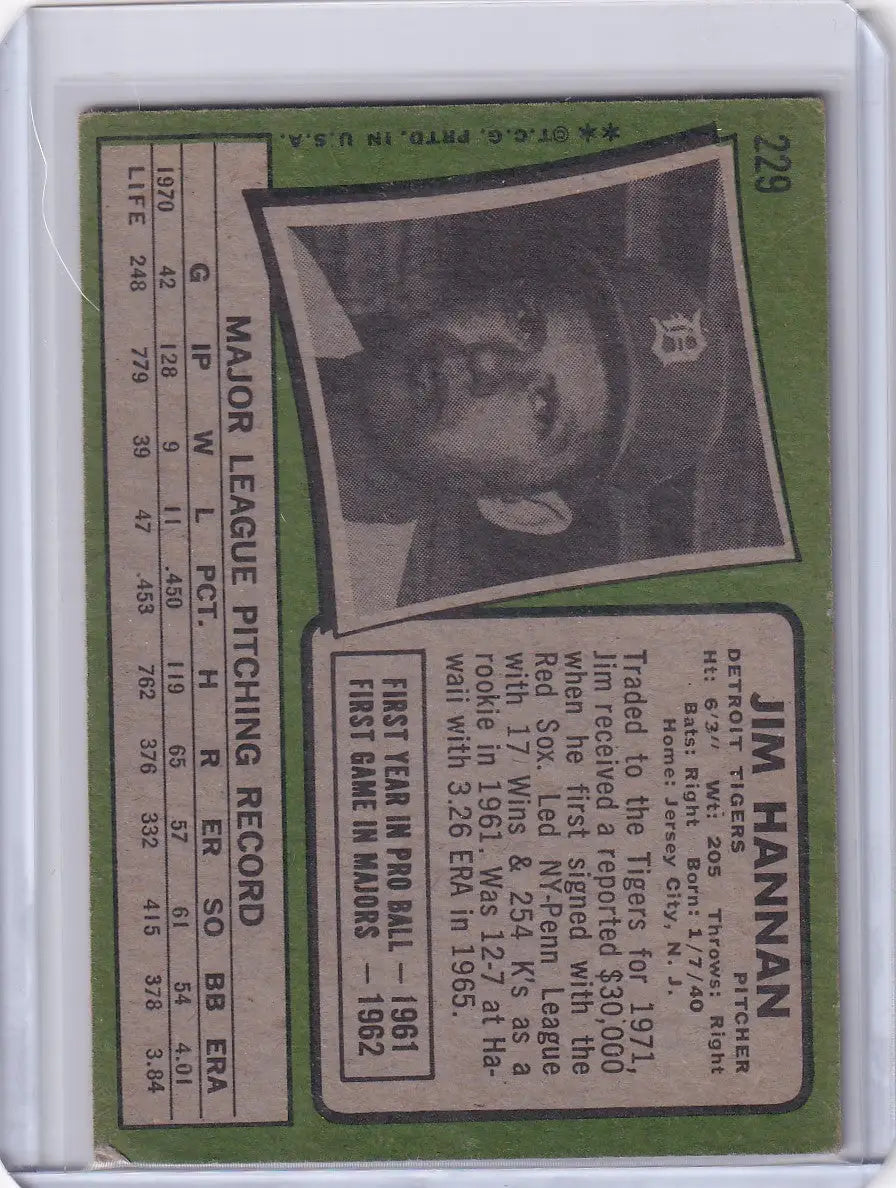 229
**©T.C.G. PRTD. IN U.S.A.
JIM HANNAN
DETROIT TIGERS PITCHER
Ht: 6'3" Wt: 205 Throws: Right
Bats: Right Born: 1/7/40
Home: Jersey City, N. J.
Traded to the Tigers for 1971,
Jim received a reported $30,000
when he first signed with the
Red Sox. Led NY-Penn League
with 17 Wins & 254 K's as a
rookie in 1961. Was 12-7 at Ha-
waii with 3.26 ERA in 1965.
FIRST YEAR IN PRO BALL — 1961
FIRST GAME IN MAJORS — 1962
MAJOR LEAGUE PITCHING RECORD
G IP W L PCT. H R ER SO BB ERA
1970 42 128 9 11 .450 119 65 57 61 54 4.01
LIFE 248 779 39 47 .453 762 376 332 415 378 3.84